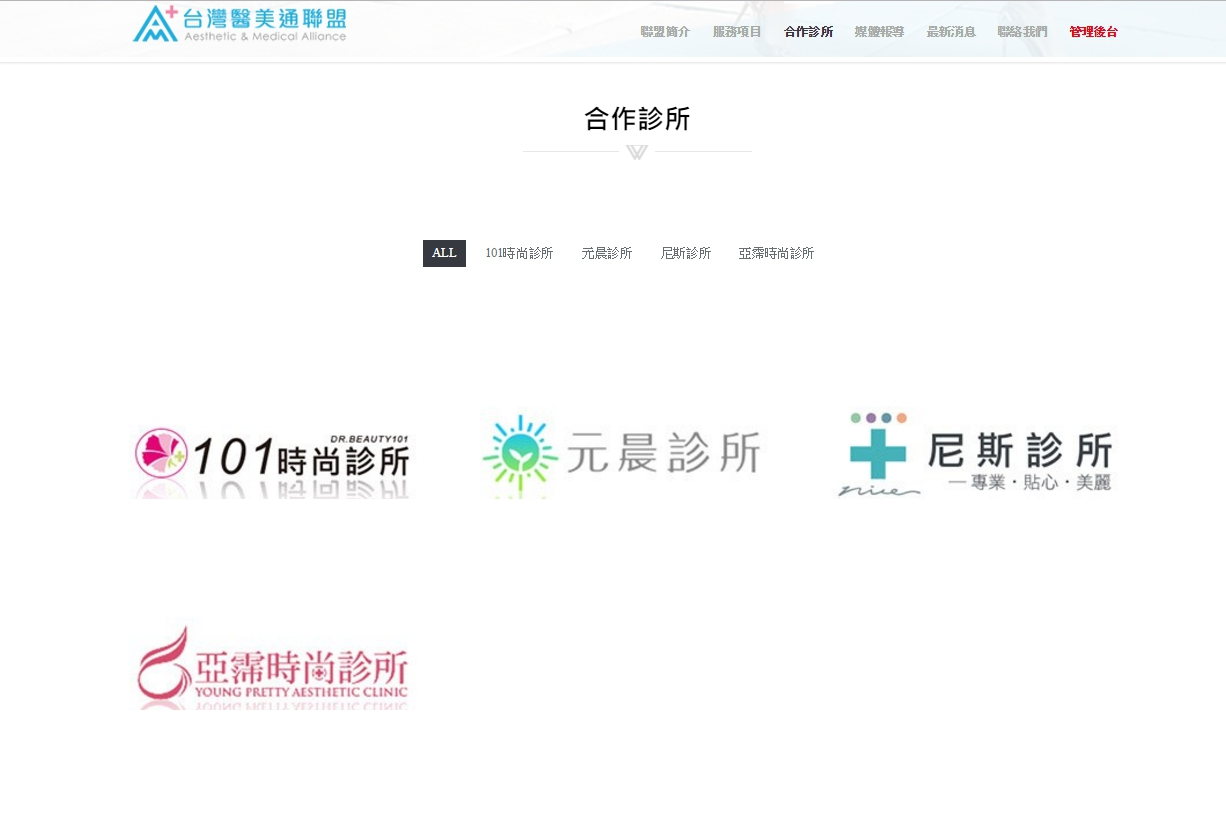 台灣醫美通聯盟
Aesthetic & Medical Alliance
聯盟簡介 服務項目 合作診所 媒體報導 最新消息 聯絡我們 管理後台
合作診所
ALL 101時尚診所 元晨診所 尼斯診所 亞霈時尚診所
DR.BEAUTY101
101時尚診所
元晨診所
尼斯診所
nice
一專業・貼心・美麗
亞霈時尚診所
YOUNG PRETTY AESTHETIC CLINIC